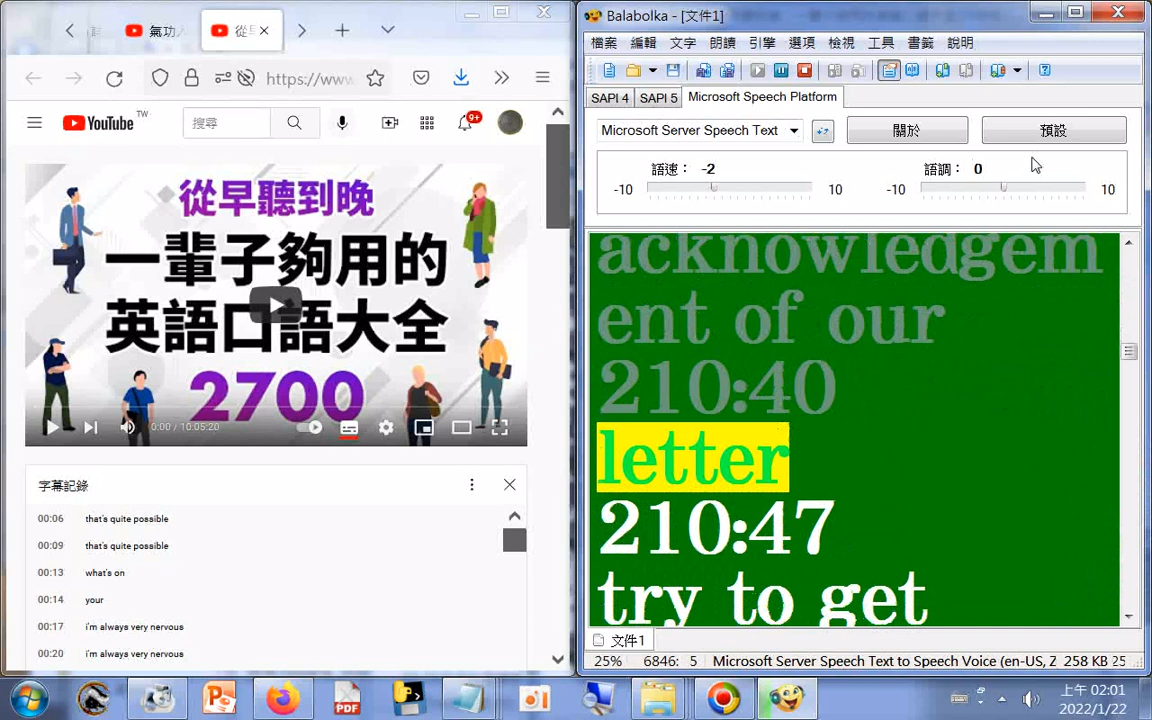 氣功
從
https://www
YouTube TW
搜尋
9+
從早聽到晚
一輩子夠用的
英語口語大全
2700
0:00 / 10:05:20
字幕記錄
00:06 that's quite possible
00:09 that's quite possible
00:13 what's on
00:14 your
00:17 i'm always very nervous
00:20 i'm always very nervous
Balabolka - [文件1]
檔案 編輯 文字 朗讀 引擎 選項 檢視 工具 書籤 說明
SAPI 4 SAPI 5 Microsoft Speech Platform
Microsoft Server Speech Text 關於 預設
語速： -2 語調： 0
-10 10 -10 10
acknowledgem
ent of our
210:40
letter
210:47
try to get
文件1
25% 6846: 5 Microsoft Server Speech Text to Speech Voice (en-US, Z 258 KB 25
PDF
上午 02:01
2022/1/22